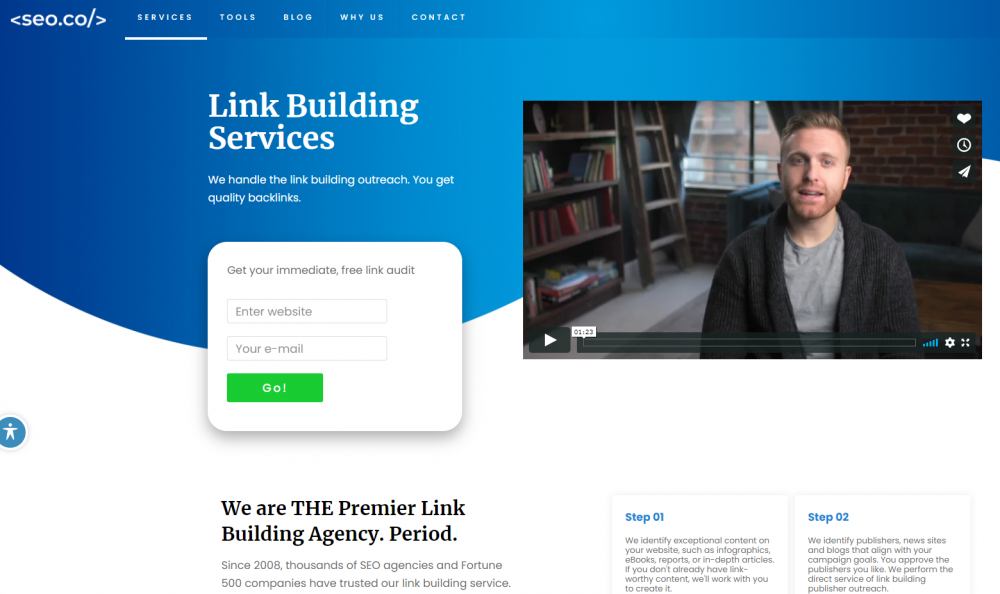 <seo.co/>
SERVICES
TOOLS
BLOG
WHY US
CONTACT
Link Building
Services
We handle the link building outreach. You get
quality backlinks.
Get your immediate, free link audit
Enter website
Your e-mail
Go!
01:23
We are THE Premier Link
Building Agency. Period.
Since 2008, thousands of SEO agencies and Fortune
500 companies have trusted our link building service.
Step 01
We identify exceptional content on
your website, such as infographics,
eBooks, reports, or in-depth articles.
If you don't already have link-
worthy content, we'll work with you
to create it.
Step 02
We identify publishers, news sites
and blogs that align with your
campaign goals. You approve the
publishers you like. We perform the
direct service of link building
publisher outreach.